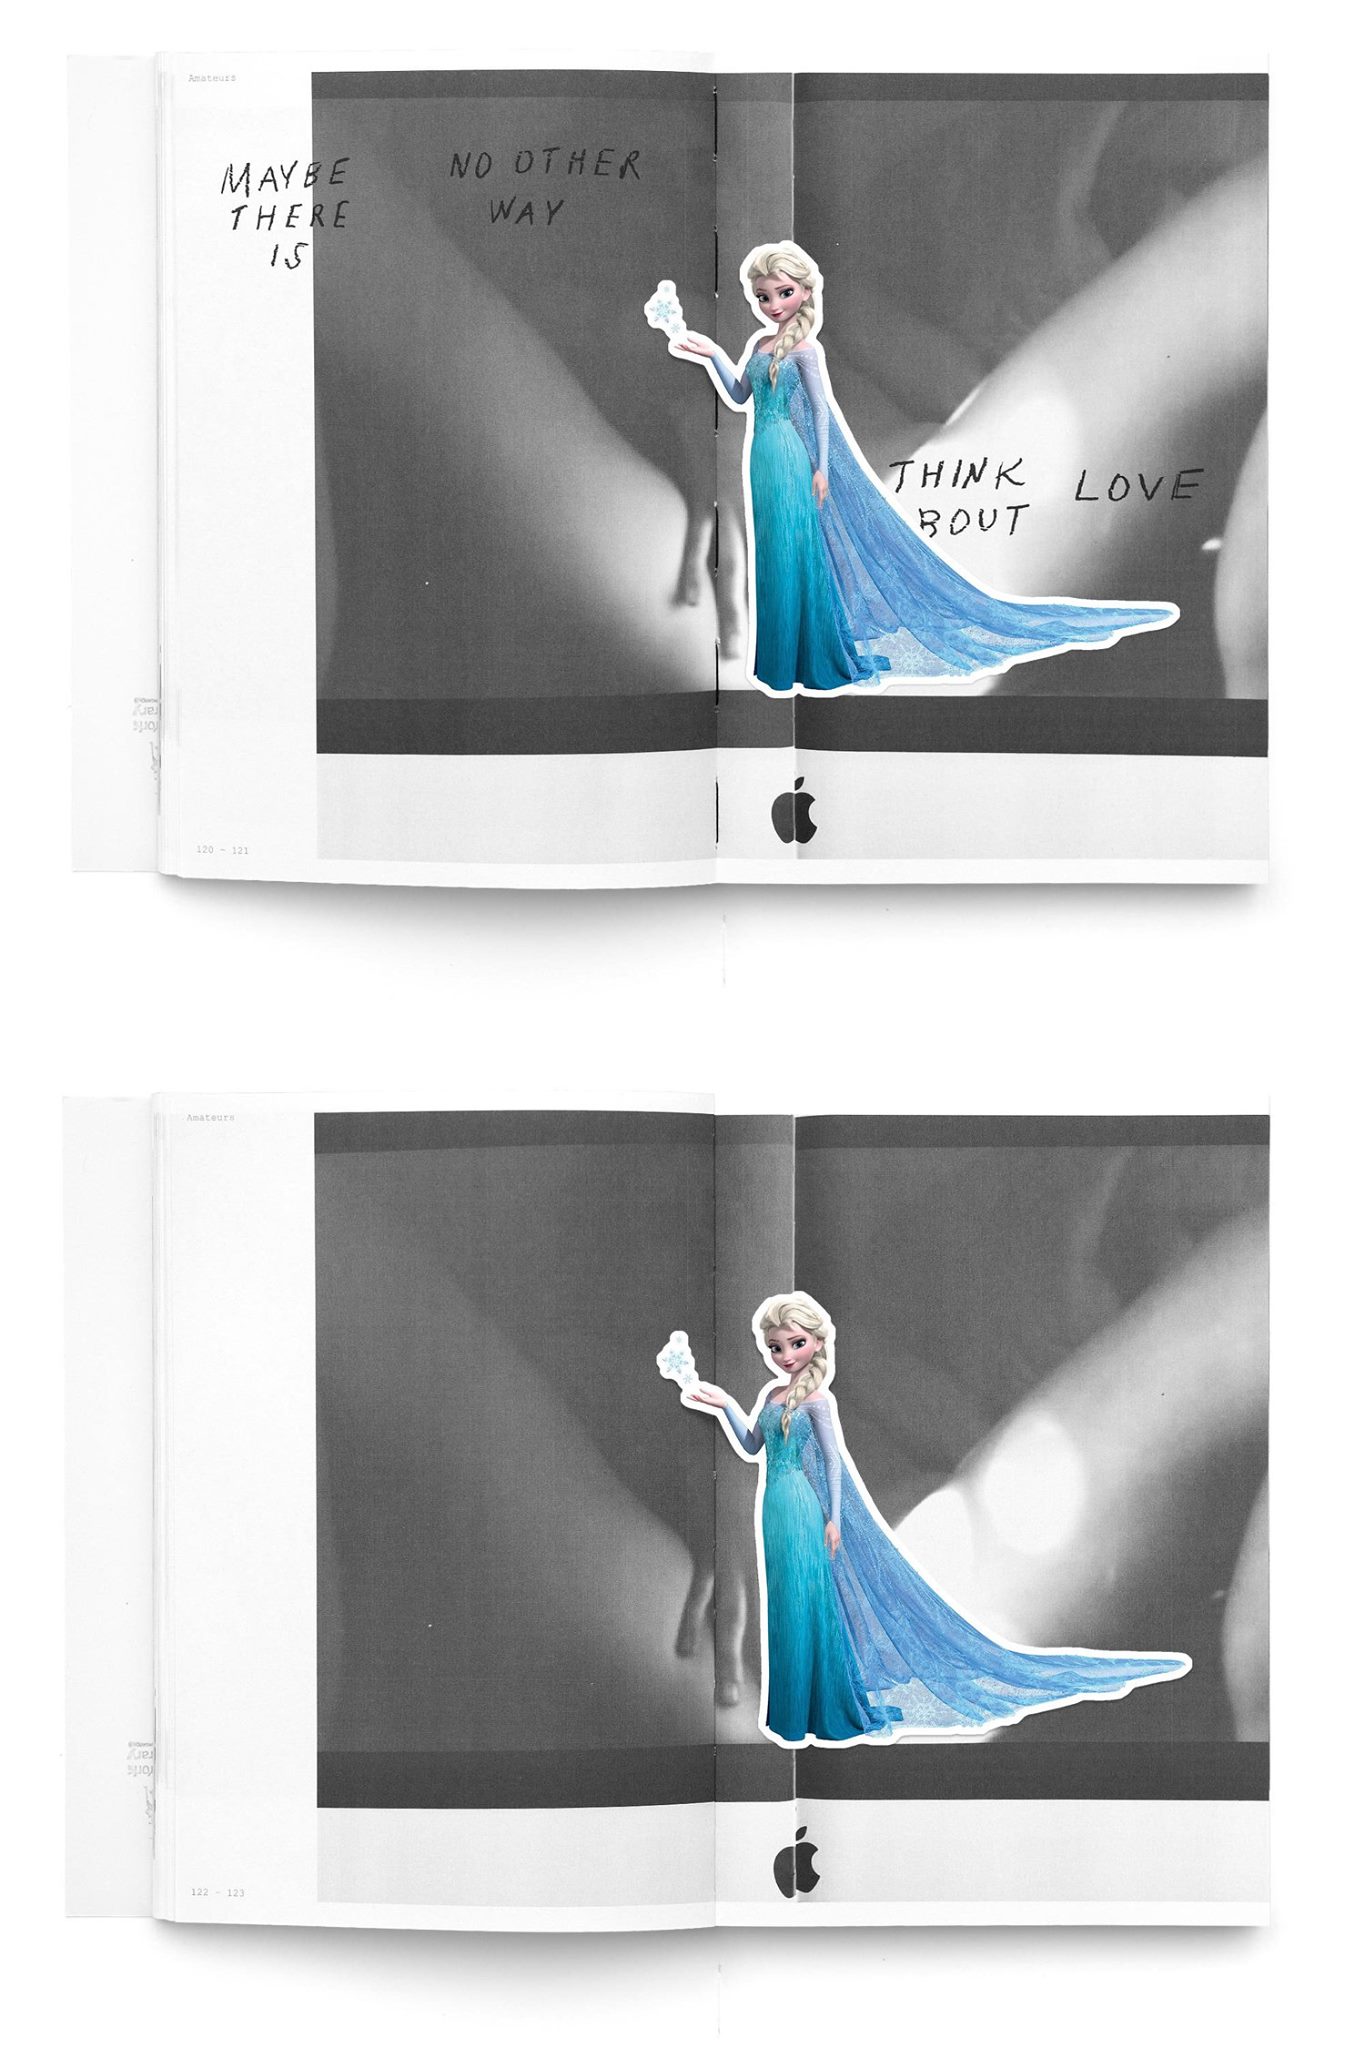 Amateurs
MAYBE
THERE
IS
NO OTHER
WAY
THINK
BOUT
LOVE
120 – 121
Amateurs
122 – 123